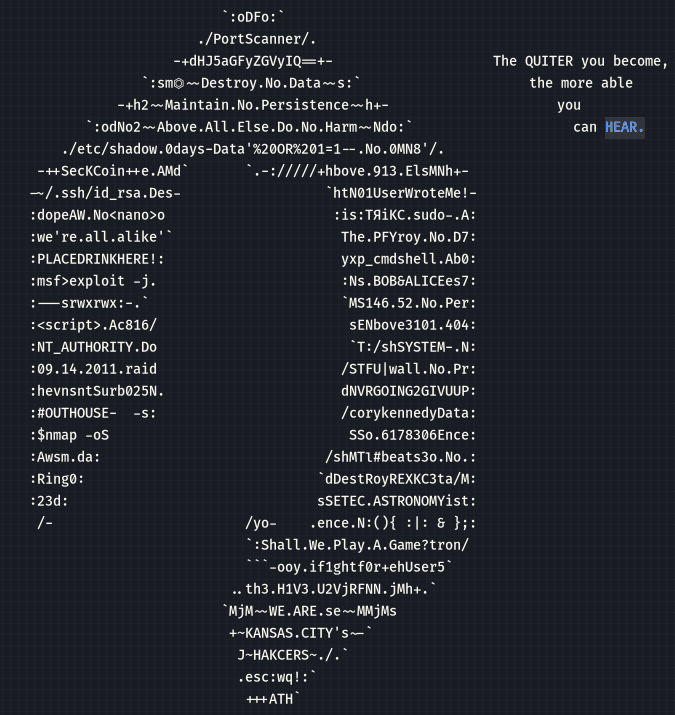 `:oDFo:`
./PortScanner/.
-+dHJ5aGFyZGVyIQ==+- The QUITER you become,
`:sm⏣~~Destroy.No.Data~~s:` the more able
-+h2~~Maintain.No.Persistence~~h+- you
`:odNo2~~Above.All.Else.Do.No.Harm~~Ndo:` can HEAR.
./etc/shadow.0days-Data'%20OR%201=1--.No.0MN8'/.
-++SecKCoin++e.AMd` `.-://///+hbove.913.ElsMNh+-
-~/.ssh/id_rsa.Des- `htN01UserWroteMe!-
:dopeAW.No<nano>o :is:TЯiKC.sudo-.A:
:we're.all.alike'` The.PFYroy.No.D7:
:PLACEDRINKHERE!: yxp_cmdshell.Ab0:
:msf>exploit -j. :Ns.BOB&ALICEes7:
:---srwxrwx:-.` `MS146.52.No.Per:
:<script>.Ac816/ sENbove3101.404:
:NT_AUTHORITY.Do `T:/shSYSTEM-.N:
:09.14.2011.raid /STFU|wall.No.Pr:
:hevnsntSurb025N. dNVRGOING2GIVUUP:
:#OUTHOUSE- -s: /corykennedyData:
:$nmap -oS SSo.6178306Ence:
:Awsm.da: /shMTl#beats3o.No.:
:Ring0: `dDestRoyREXKC3ta/M:
:23d: sSETEC.ASTRONOMYist:
/- /yo- .ence.N:(){ :|: & };:
`:Shall.We.Play.A.Game?tron/
```-ooy.if1ghtf0r+ehUser5`
..th3.H1V3.U2VjRFNN.jMh+.`
`MjM~~WE.ARE.se~~MMjMs
+~KANSAS.CITY's~-`
J~HAKCERS~./.`
.esc:wq!:`
+++ATH`